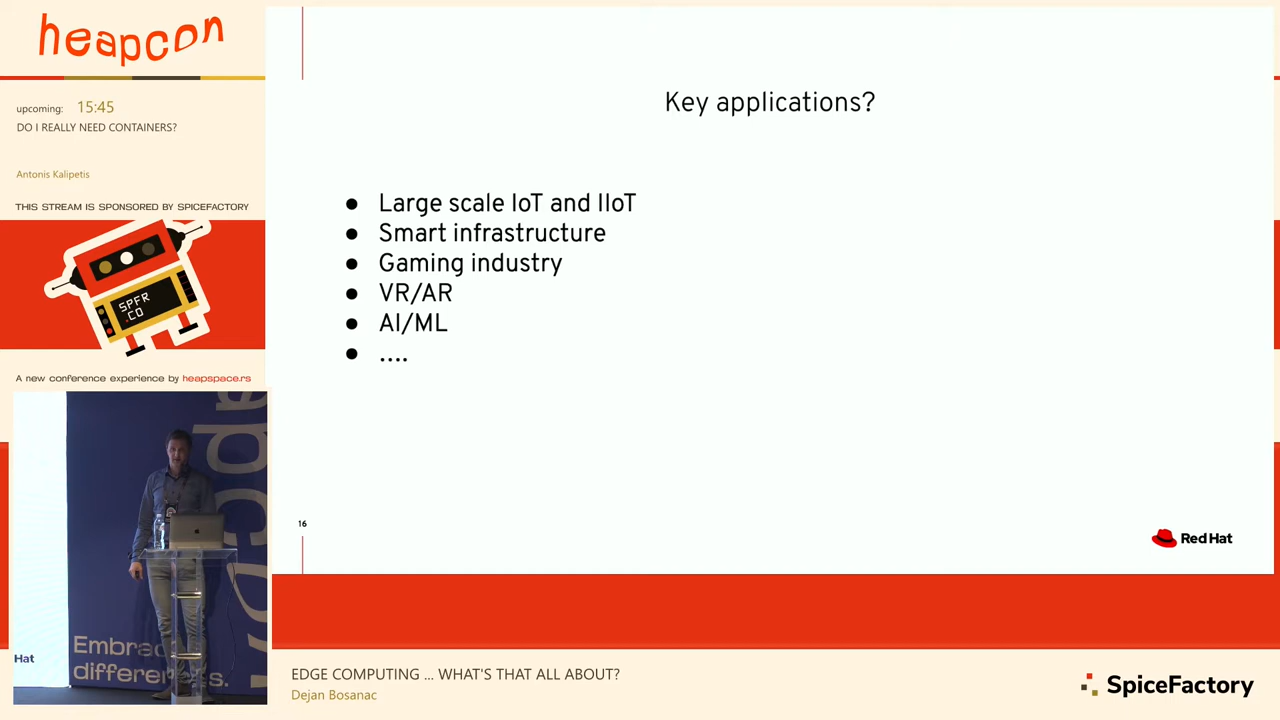 heapcon
upcoming: 15:45
DO I REALLY NEED CONTAINERS?
Antonis Kalipetis
THIS STREAM IS SPONSORED BY SPICEFACTORY
SPFR
.CO
A new conference experience by heapspace.rs
Key applications?
● Large scale IoT and IIoT
● Smart infrastructure
● Gaming industry
● VR/AR
● AI/ML
● ....
16
Red Hat
Hat
Embrac
differen s.
EDGE COMPUTING ... WHAT'S THAT ALL ABOUT?
Dejan Bosanac
SpiceFactory